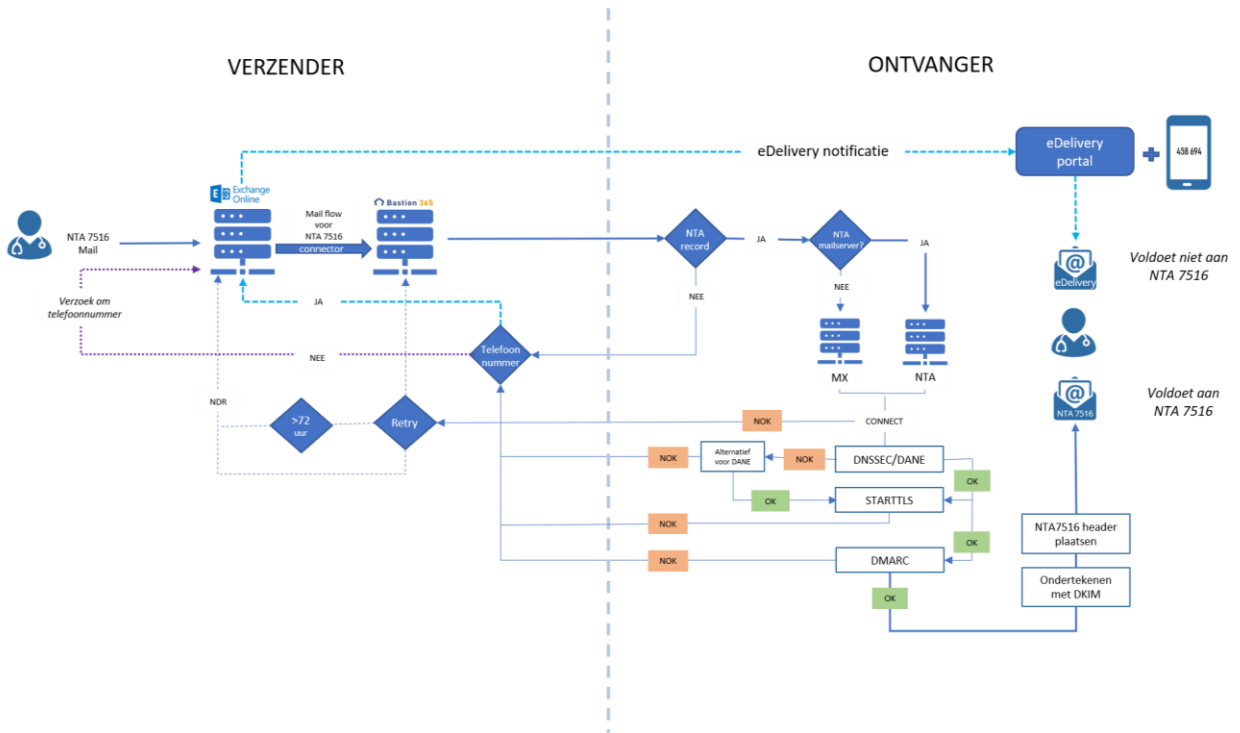 VERZENDER
ONTVANGER
eDelivery notificatie
eDelivery
portal
458 694
E
Exchange
Online
Bastion 365
NTA 7516
Mail
Mail flow
voor
NTA 7516
connector
NTA
record
JA
NTA
mailserver?
JA
Voldoet niet aan
NTA 7516
@
eDelivery
NEE
NEE
Verzoek om
telefoonnummer
JA
NEE
Telefoon
nummer
MX
NTA
Voldoet aan
NTA 7516
@
NTA 7516
NDR
>72
uur
Retry
NOK
CONNECT
NOK
Alternatief
voor DANE
NOK
DNSSEC/DANE
OK
OK
STARTTLS
NOK
OK
NOK
DMARC
OK
NTA7516 header
plaatsen
Ondertekenen
met DKIM